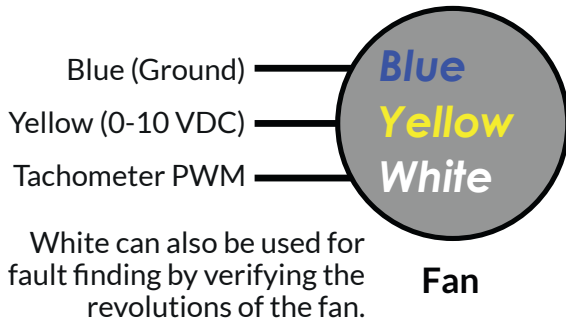 Blue (Ground)
Blue
Yellow (0-10 VDC)
Yellow
Tachometer PWM
White
White can also be used for
fault finding by verifying the
revolutions of the fan.
Fan